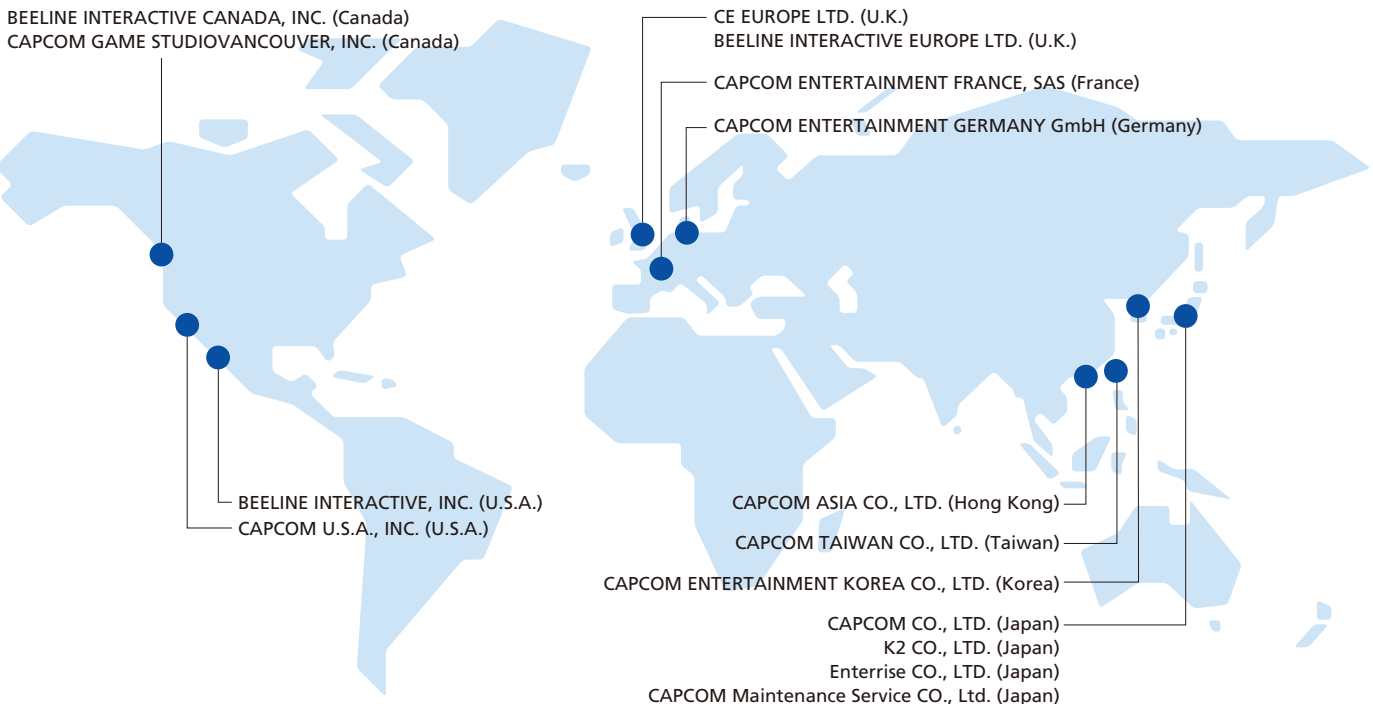 BEELINE INTERACTIVE CANADA, INC. (Canada)
CAPCOM GAME STUDIOVANCOUVER, INC. (Canada)
CE EUROPE LTD. (U.K.)
BEELINE INTERACTIVE EUROPE LTD. (U.K.)
CAPCOM ENTERTAINMENT FRANCE, SAS (France)
CAPCOM ENTERTAINMENT GERMANY GmbH (Germany)
BEELINE INTERACTIVE, INC. (U.S.A.)
CAPCOM U.S.A., INC. (U.S.A.)
CAPCOM ASIA CO., LTD. (Hong Kong)
CAPCOM TAIWAN CO., LTD. (Taiwan)
CAPCOM ENTERTAINMENT KOREA CO., LTD. (Korea)
CAPCOM CO., LTD. (Japan)
K2 CO., LTD. (Japan)
Enterrise CO., LTD. (Japan)
CAPCOM Maintenance Service CO., Ltd. (Japan)